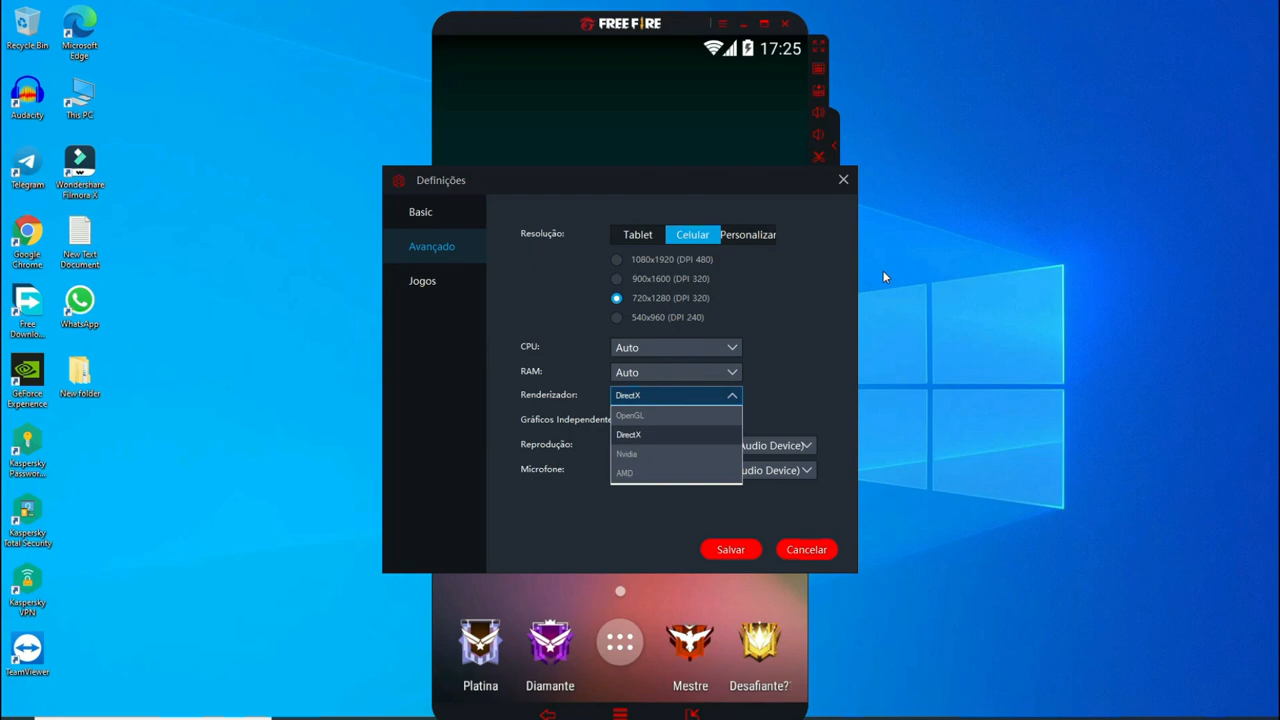 Recycle Bin
Microsoft
Edge
Audacity
This PC
Telegram
Wondershare
Filmora X
Google
Chrome
New Text
Document
Free
Downlo...
WhatsApp
GeForce
Experience
New folder
Kaspersky
Passwor...
Kaspersky
Total Security
Kaspersky
VPN
TeamViewer
FREE FIRE
17:25
Definições
Basic
Avançado
Jogos
Resolução:
Tablet
Celular
Personalizar
1080x1920 (DPI 480)
900x1600 (DPI 320)
720x1280 (DPI 320)
540x960 (DPI 240)
CPU:
Auto
RAM:
Auto
Renderizador:
DirectX
OpenGL
DirectX
Nvidia
AMD
Gráficos Independente
Reprodução:
Audio Device)
Microfone:
udio Device)
Salvar
Cancelar
Platina
Diamante
Mestre
Desafiante?